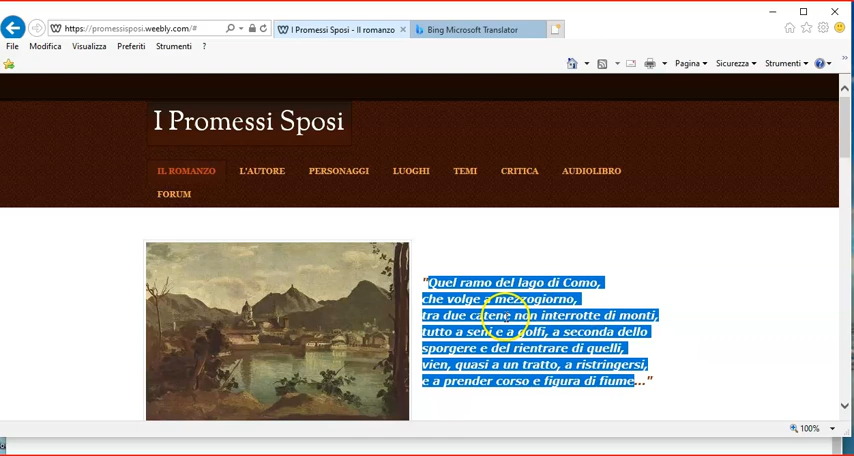 https://promessisposi.weebly.com/#
I Promessi Sposi - Il romanzo
Bing Microsoft Translator
File Modifica Visualizza Preferiti Strumenti ?
Pagina Sicurezza Strumenti
I Promessi Sposi
IL ROMANZO L'AUTORE PERSONAGGI LUOGHI TEMI CRITICA AUDIOLIBRO
FORUM
"Quel ramo del lago di Como,
che volge a mezzogiorno,
tra due catene non interrotte di monti,
tutto a seni e a golfi, a seconda dello
sporgere e del rientrare di quelli,
vien, quasi a un tratto, a ristringersi,
e a prender corso e figura di fiume..."
100%